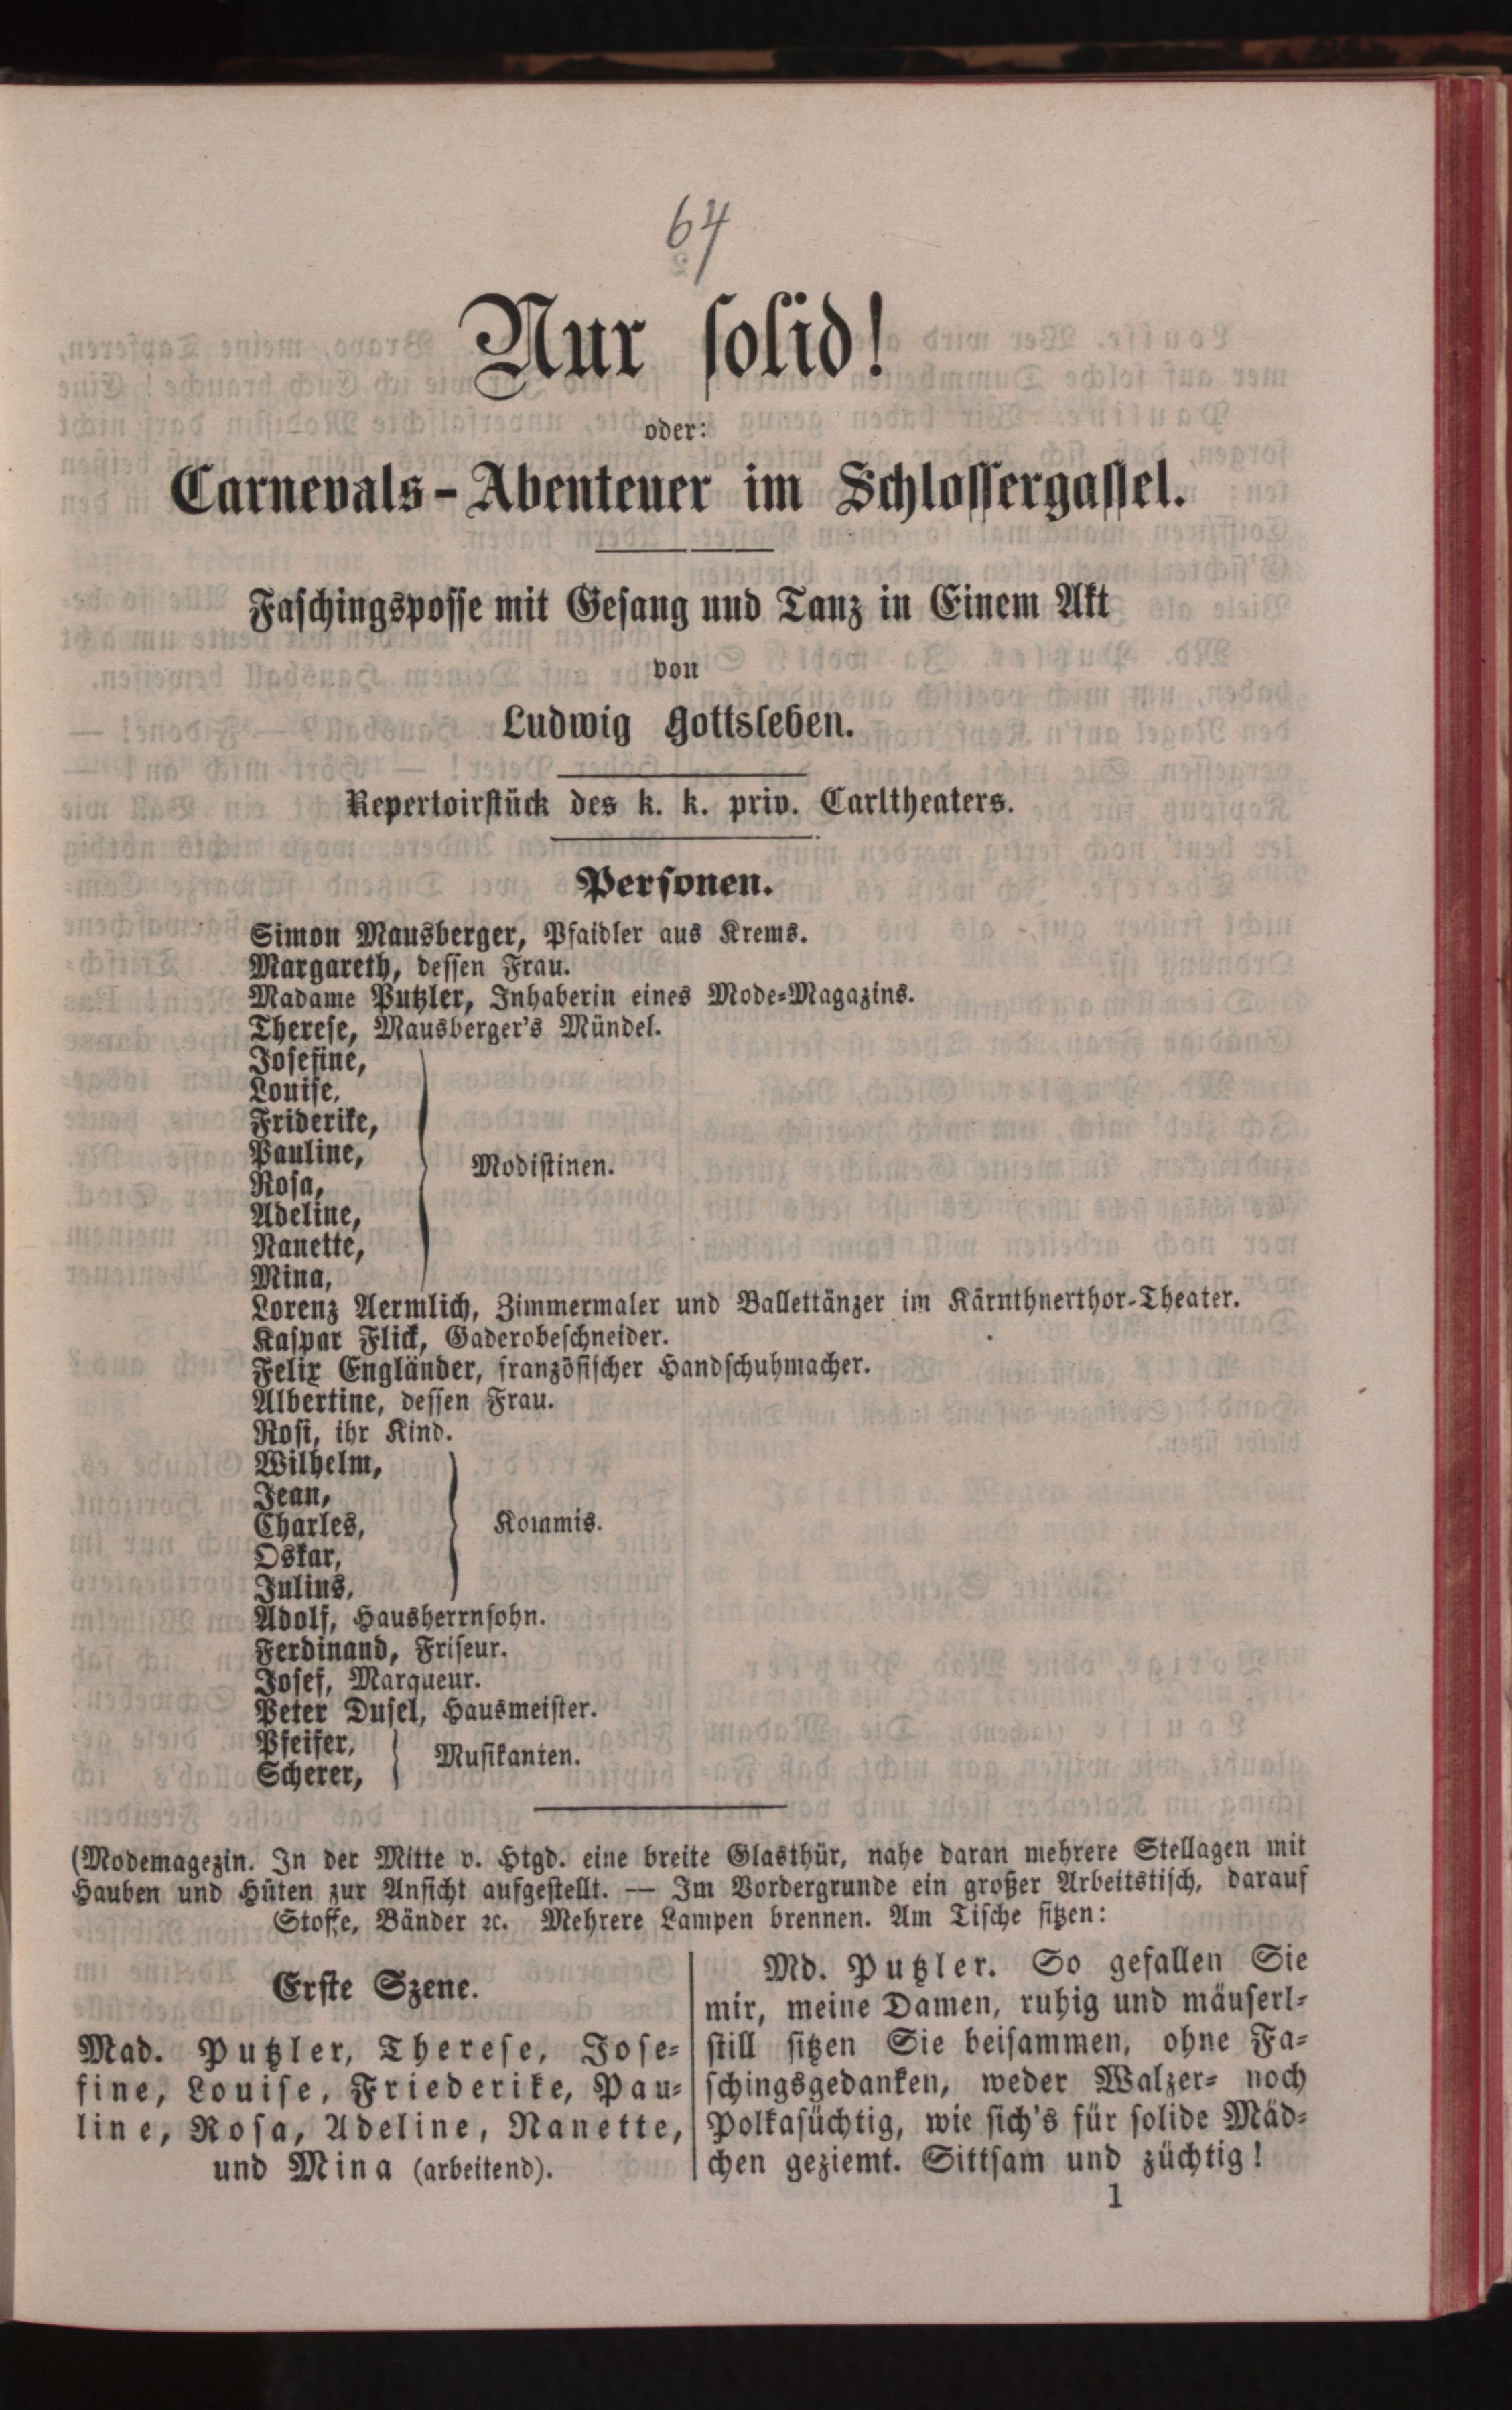 64
Nur solid!
oder:
Carnevals-Abenteuer im Schlossergassel.
Faschingsposse mit Gesang und Tanz in Einem Akt
von
Ludwig Gottsleben.
Repertoirstück des k. k. priv. Carltheaters.
Personen.
Simon Mausberger, Pfaidler aus Krems.
Margareth, dessen Frau.
Madame Putzler, Inhaberin eines Mode-Magazins.
Therese, Mausberger's Mündel.
Josefine,
Louise,
Friderike,
Pauline,
Rosa,
Adeline,
Nanette,
Mina,
Modistinen.
Lorenz Aermlich, Zimmermaler und Ballettänzer im Kärnthnerthor-Theater.
Kaspar Flick, Gaderobeschneider.
Felix Engländer, französischer Handschuhmacher.
Albertine, dessen Frau.
Rosi, ihr Kind.
Wilhelm,
Jean,
Charles,
Oskar,
Julius,
Kommis.
Adolf, Hausherrnsohn.
Ferdinand, Friseur.
Josef, Marqueur.
Peter Dusel, Hausmeister.
Pfeifer,
Scherer,
Musikanten.
(Modemagezin. In der Mitte v. Htgd. eine breite Glasthür, nahe daran mehrere Stellagen mit
Hauben und Hüten zur Ansicht aufgestellt. — Im Vordergrunde ein großer Arbeitstisch, darauf
Stoffe, Bänder ꝛc. Mehrere Lampen brennen. Am Tische sitzen:
Erste Szene.
Mad. Putzler, Therese, Jose-
fine, Louise, Friederike, Pau-
line, Rosa, Adeline, Nanette,
und Mina (arbeitend).
Md. Putzler. So gefallen Sie
mir, meine Damen, ruhig und mäuserl-
still sitzen Sie beisammen, ohne Fa-
schingsgedanken, weder Walzer- noch
Polkasüchtig, wie sich's für solide Mäd-
chen geziemt. Sittsam und züchtig!
1